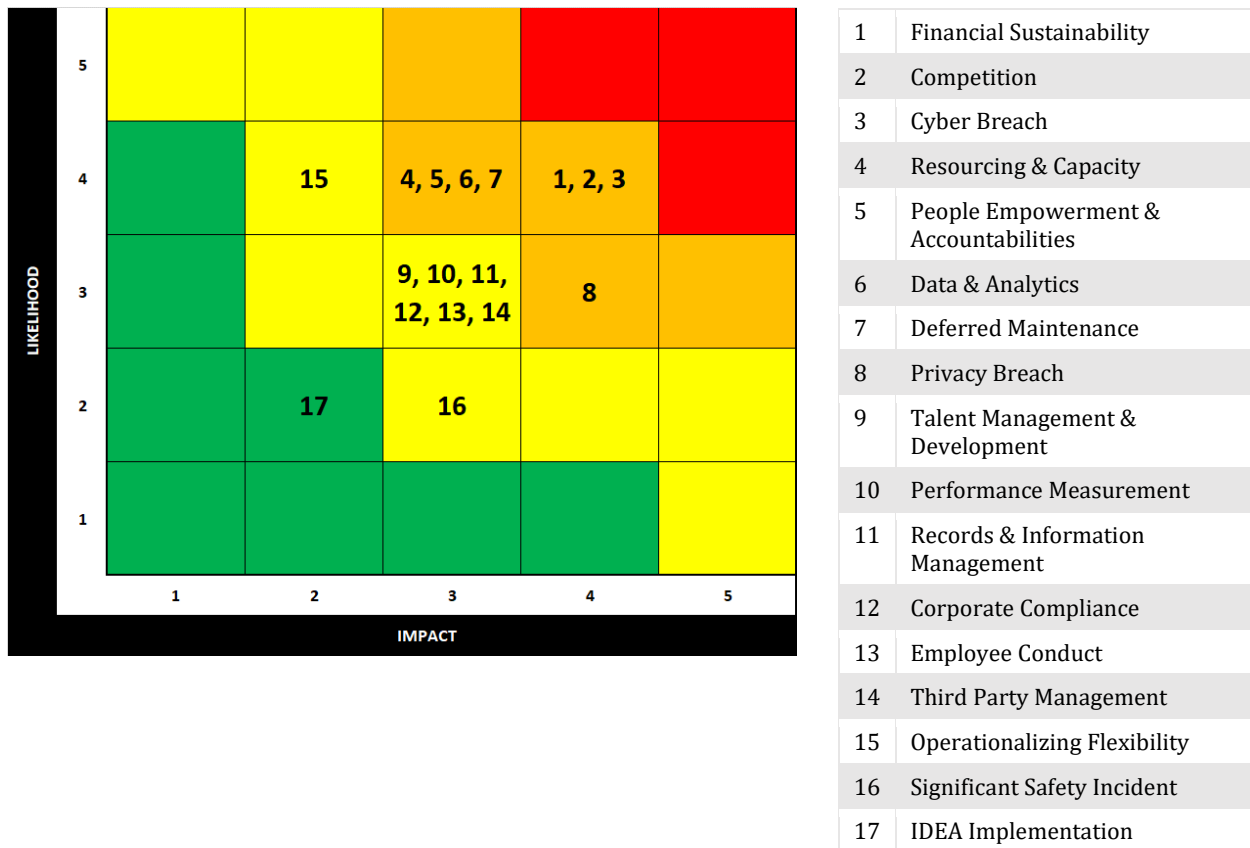 5
4
15
4, 5, 6, 7
1, 2, 3
LIKELIHOOD
3
9, 10, 11,
12, 13, 14
8
2
17
16
1
1
2
3
4
5
IMPACT
1 Financial Sustainability
2 Competition
3 Cyber Breach
4 Resourcing & Capacity
5 People Empowerment &
Accountabilities
6 Data & Analytics
7 Deferred Maintenance
8 Privacy Breach
9 Talent Management &
Development
10 Performance Measurement
11 Records & Information
Management
12 Corporate Compliance
13 Employee Conduct
14 Third Party Management
15 Operationalizing Flexibility
16 Significant Safety Incident
17 IDEA Implementation